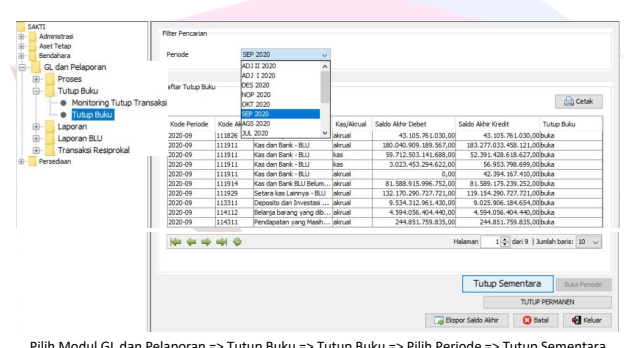 SAKTI
Administrasi
Aset Tetap
Bendahara
GL dan Pelaporan
Proses
Tutup Buku
Monitoring Tutup Transaksi
Tutup Buku
Laporan
Laporan BLU
Transaksi Resiprokal
Persediaan
Filter Pencarian
Periode SEP 2020
ADJ II 2020
ADJ I 2020
DES 2020
NOP 2020
OKT 2020
SEP 2020
AGS 2020
JUL 2020
aftar Tutup Buku
Cetak
Kode Periode Kode Ak Kas/Akrual Saldo Akhir Debet Saldo Akhir Kredit Tutup Buku
2020-09 111826 akrual 43.105.761.030,00 43.105.761.030,00 buka
2020-09 111911 Kas dan Bank - BLU akrual 180.040.909.189.567,00 183.277.033.458.121,00 buka
2020-09 111911 Kas dan Bank - BLU kas 59.712.503.141.688,00 52.391.428.618.627,00 buka
2020-09 111911 Kas dan Bank - BLU kas 3.023.453.294.622,00 56.953.798.699,00 buka
2020-09 111911 Kas dan Bank - BLU akrual 0,00 42.394.167.410,00 buka
2020-09 111914 Kas dan Bank BLU Belum... akrual 81.588.915.996.752,00 81.589.175.239.252,00 buka
2020-09 111929 Setara kas Lainnya - BLU akrual 132.170.290.727.721,00 119.154.290.727.721,00 buka
2020-09 113311 Deposito dan Investasi ... akrual 9.534.312.961.430,00 9.025.906.184.654,00 buka
2020-09 114112 Belanja barang yang dib... akrual 4.594.056.404.440,00 4.594.056.404.440,00 buka
2020-09 114311 Pendapatan yang Masih... akrual 244.851.759.835,00 244.851.759.835,00 buka
Halaman 1 dari 9 | Jumlah baris: 10
Tutup Sementara Buka Periode
TUTUP PERMANEN
Ekspor Saldo Akhir Batal Keluar
Pilih Modul GL dan Pelaporan => Tutup Buku => Tutup Buku => Pilih Periode => Tutup Sementara